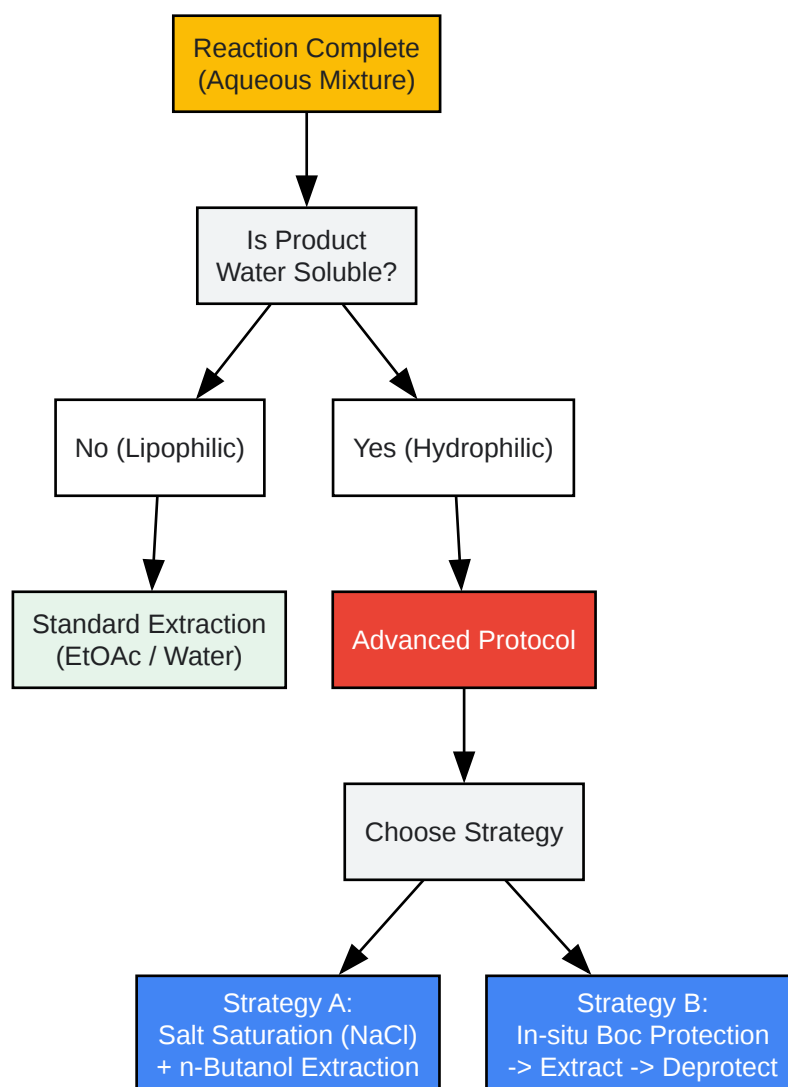 Reaction Complete
(Aqueous Mixture)
Is Product
Water Soluble?
No (Lipophilic)
Yes (Hydrophilic)
Standard Extraction
(EtOAc / Water)
Advanced Protocol
Choose Strategy
Strategy A:
Salt Saturation (NaCl)
+ n-Butanol Extraction
Strategy B:
In-situ Boc Protection
-> Extract -> Deprotect